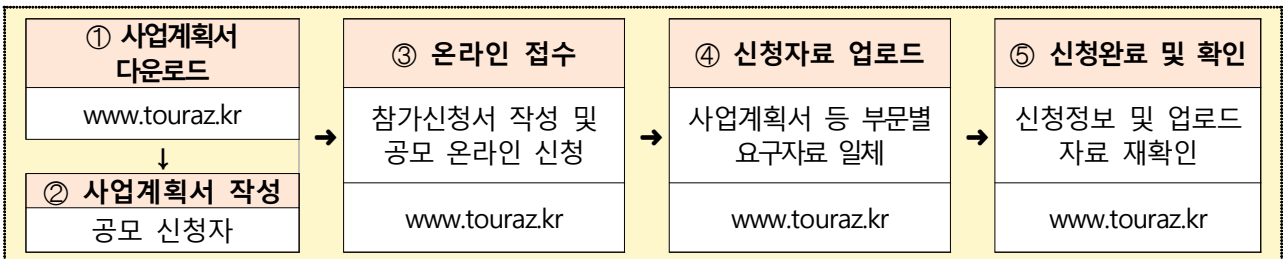 ① 사업계획서
다운로드
www.touraz.kr
↓
② 사업계획서 작성
공모 신청자
➜
③ 온라인 접수
참가신청서 작성 및
공모 온라인 신청
www.touraz.kr
➜
④ 신청자료 업로드
사업계획서 등 부문별
요구자료 일체
www.touraz.kr
➜
⑤ 신청완료 및 확인
신청정보 및 업로드
자료 재확인
www.touraz.kr